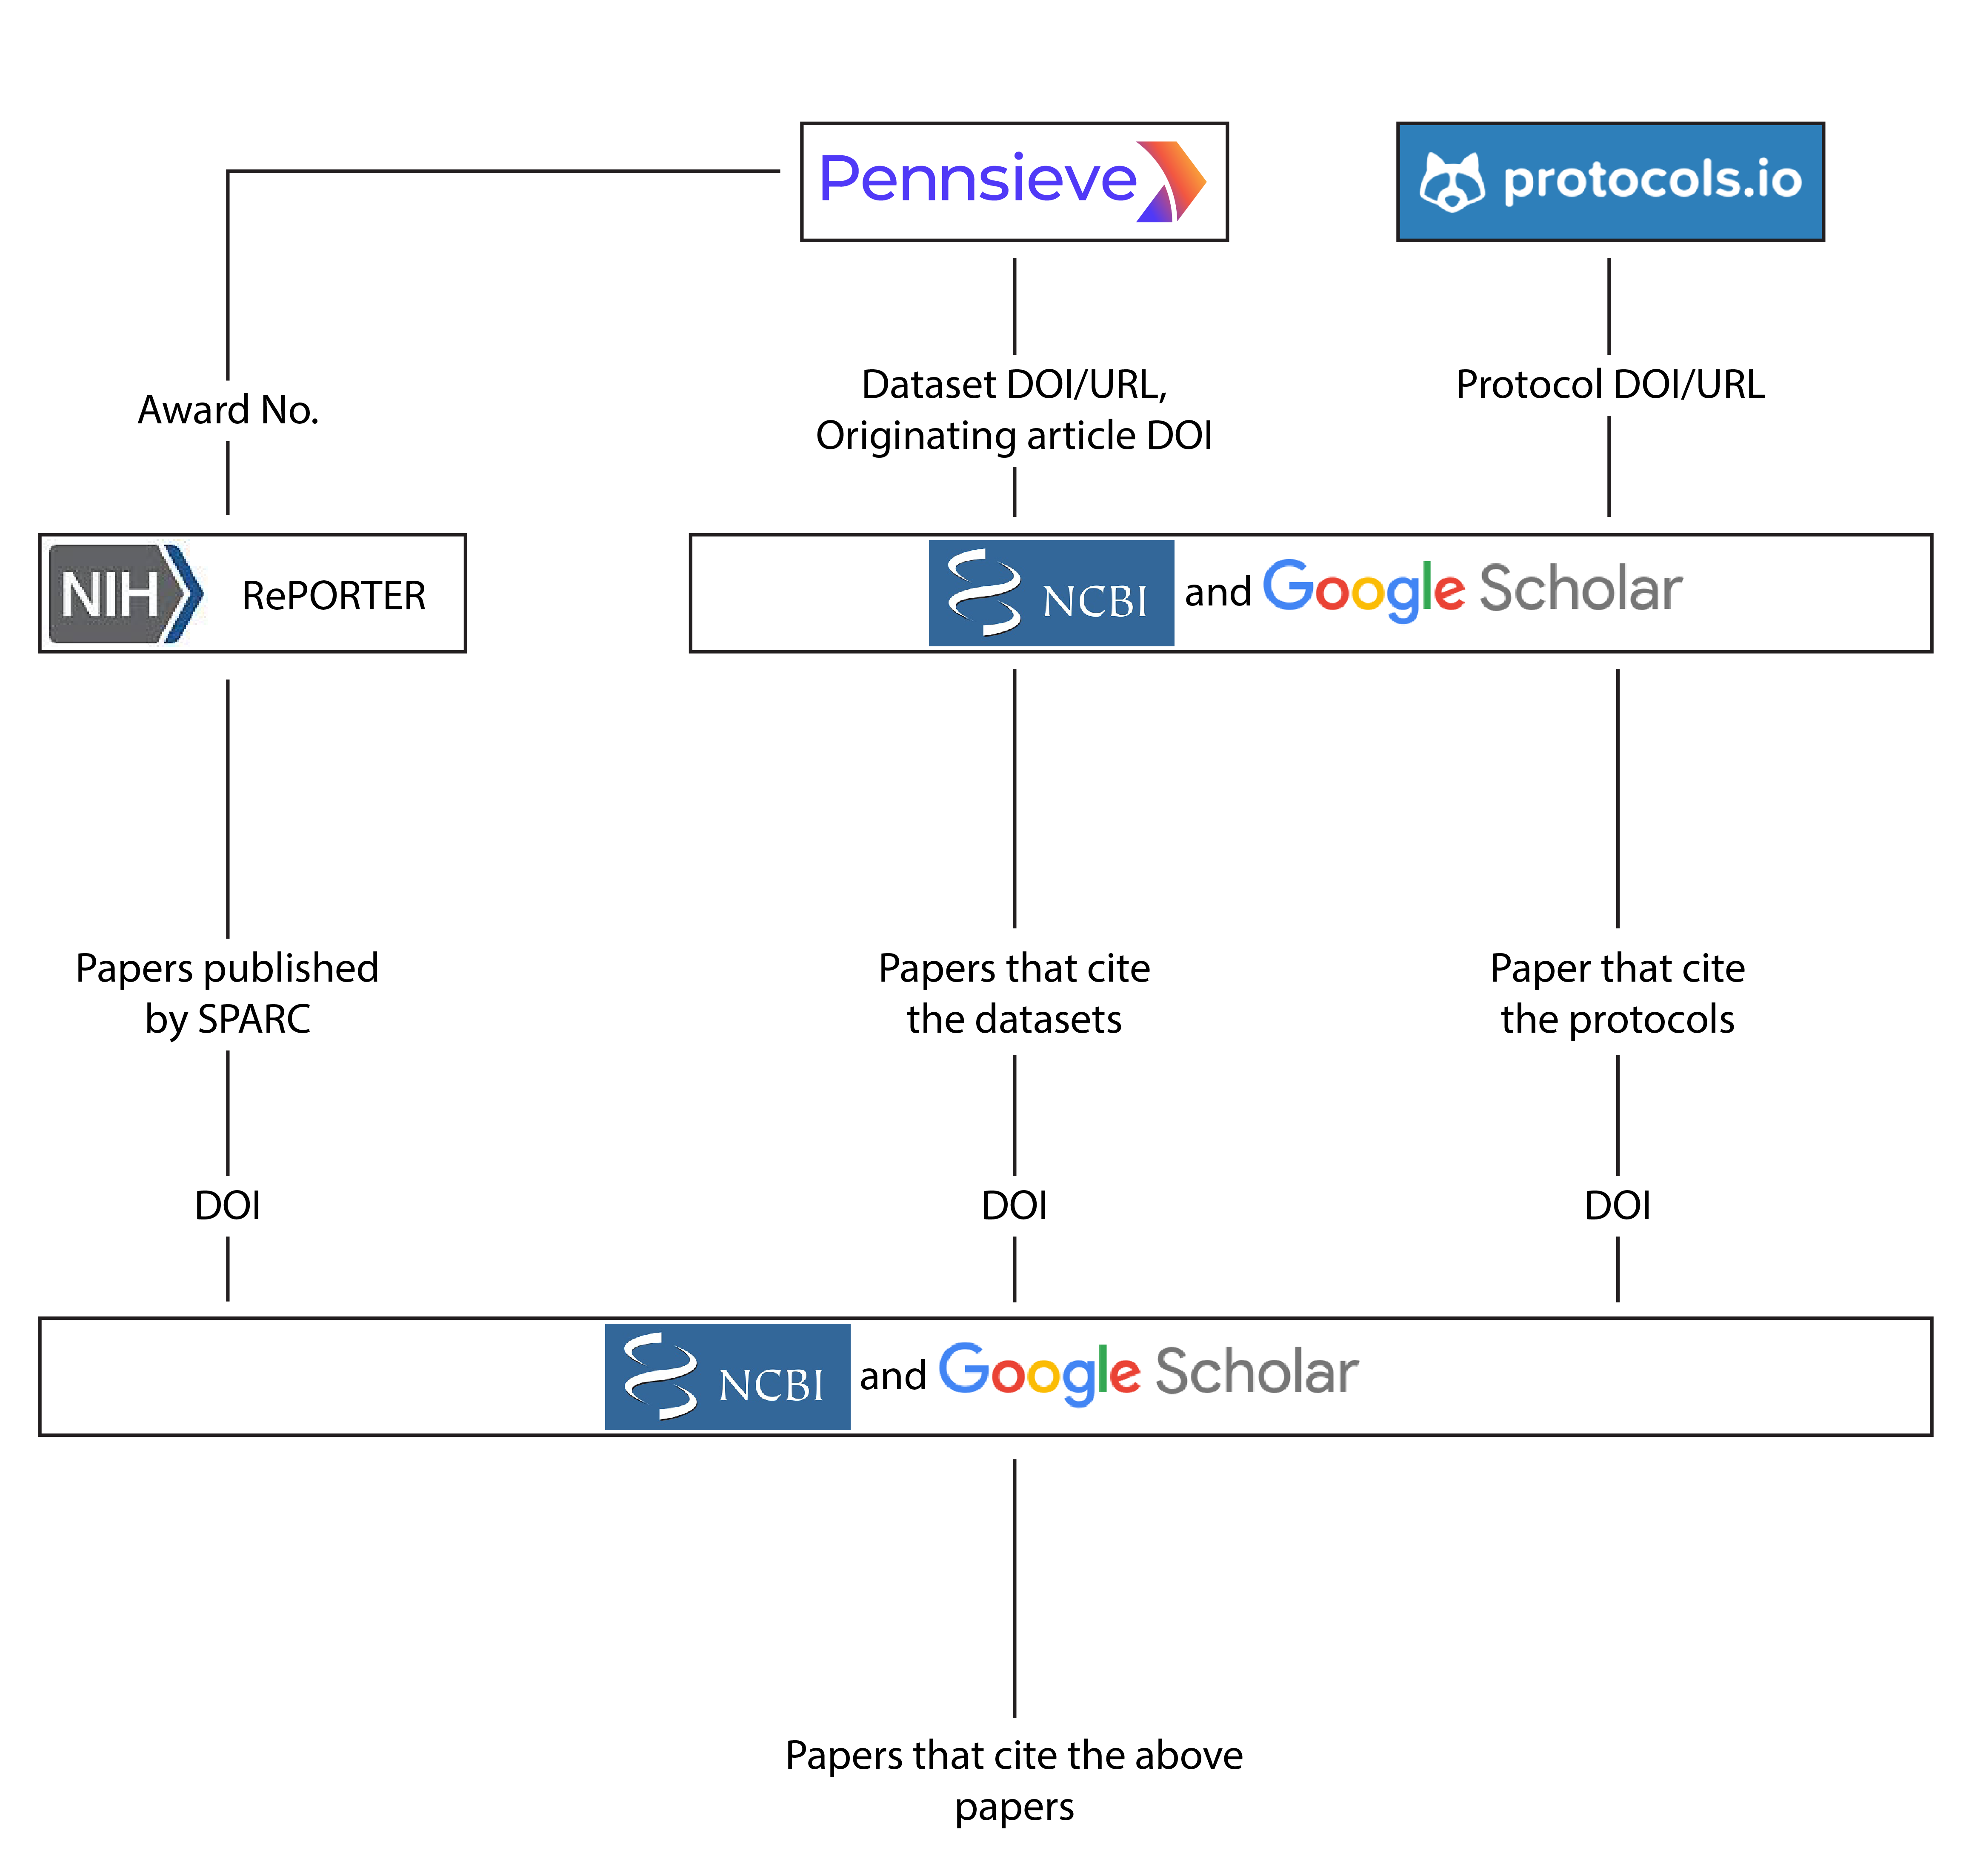 Pennsieve
protocols.io
Award No.
Dataset DOI/URL,
Originating article DOI
Protocol DOI/URL
NIH RePORTER
NCBI and Google Scholar
Papers published
by SPARC
Papers that cite
the datasets
Paper that cite
the protocols
DOI
DOI
DOI
NCBI and Google Scholar
Papers that cite the above
papers